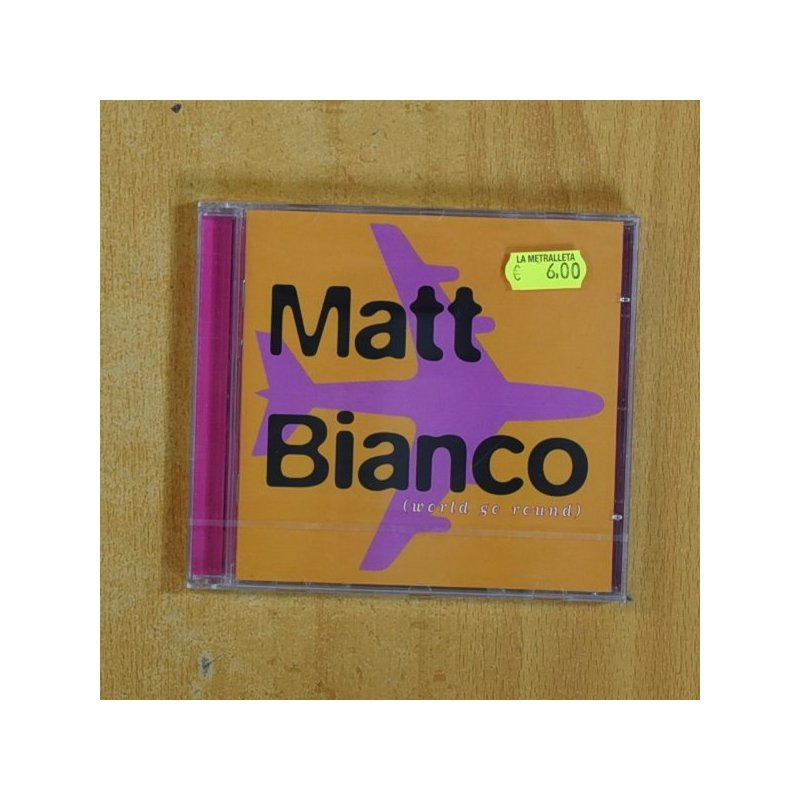 LA METRALLETA
€ 6,00
Matt
Bianco
(world go round)